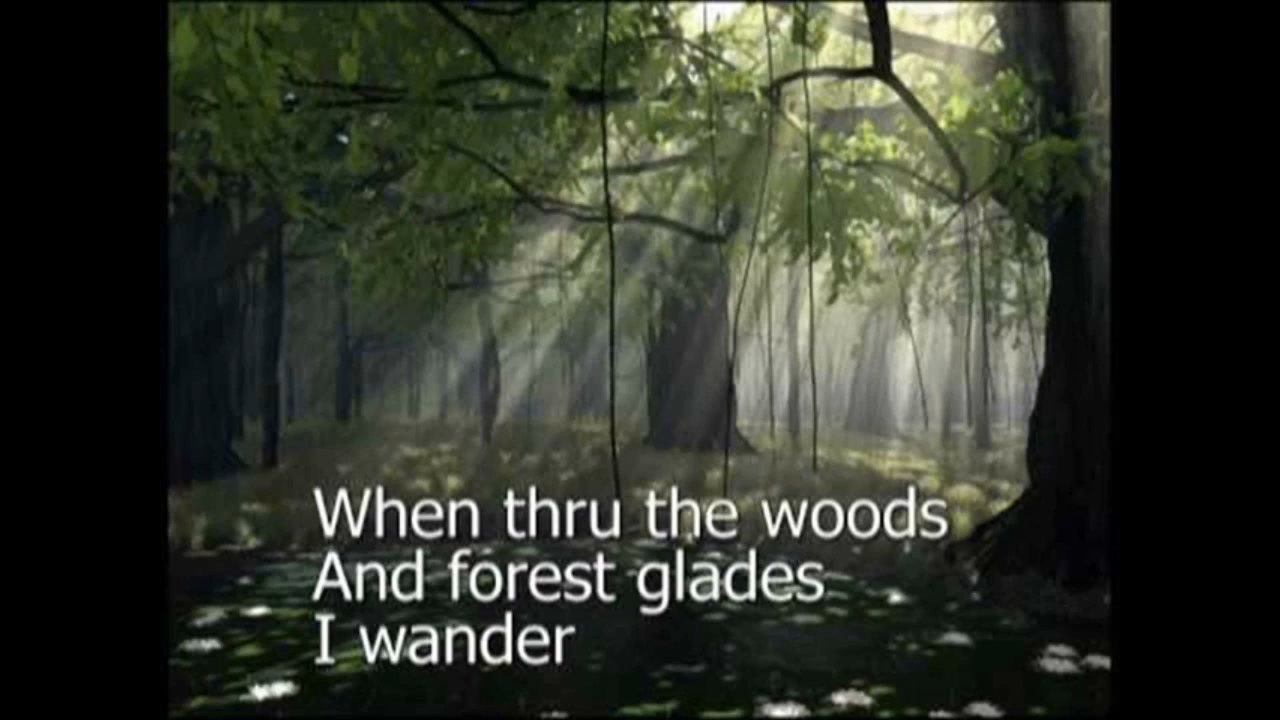 When thru the woods
And forest glades
I wander